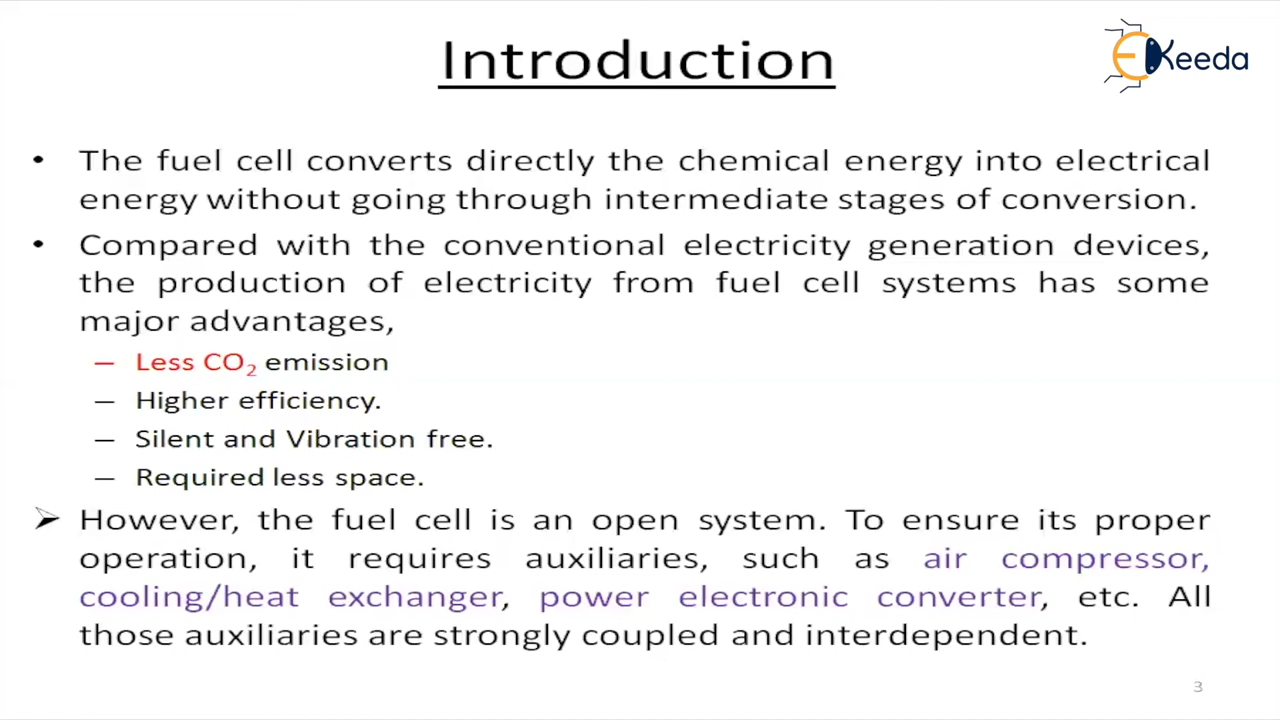 Introduction
EKeeda
• The fuel cell converts directly the chemical energy into electrical
energy without going through intermediate stages of conversion.
• Compared with the conventional electricity generation devices,
the production of electricity from fuel cell systems has some
major advantages,
– Less CO₂ emission
– Higher efficiency.
– Silent and Vibration free.
– Required less space.
➢ However, the fuel cell is an open system. To ensure its proper
operation, it requires auxiliaries, such as air compressor,
cooling/heat exchanger, power electronic converter, etc. All
those auxiliaries are strongly coupled and interdependent.
3